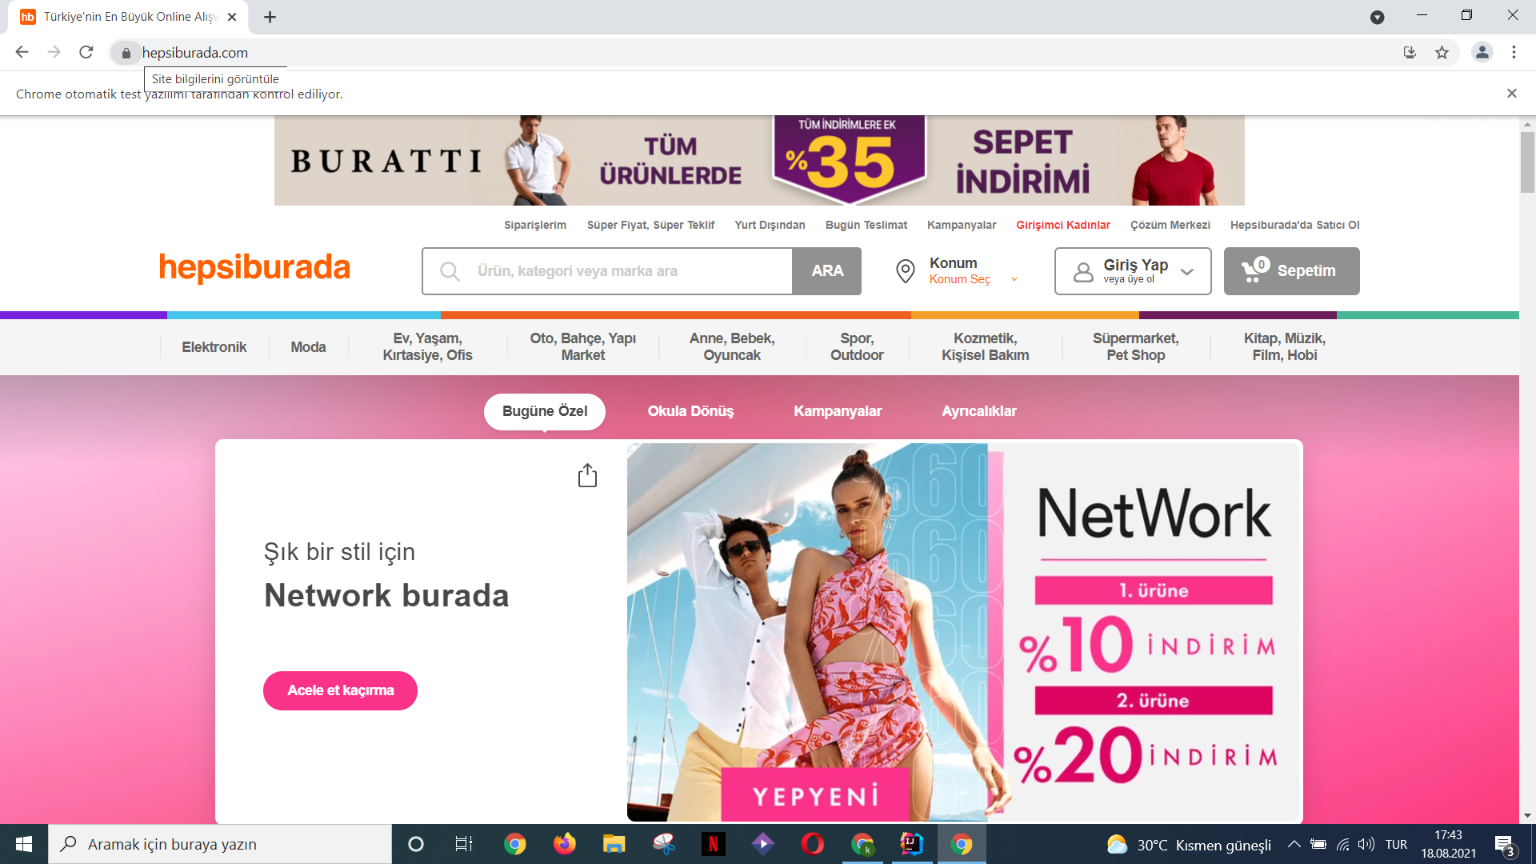 Türkiye'nin En Büyük Online Alışv
hepsiburada.com
Site bilgilerini görüntüle
Chrome otomatik test yazılımı tarafından kontrol ediliyor.
BURATTI
TÜM
ÜRÜNLERDE
TÜM İNDİRİMLERE EK
%35
SEPET
İNDİRİMİ
Siparişlerim Süper Fiyat, Süper Teklif Yurt Dışından Bugün Teslimat Kampanyalar Girişimci Kadınlar Çözüm Merkezi Hepsiburada'da Satıcı Ol
hepsiburada
Ürün, kategori veya marka ara
ARA
Konum
Konum Seç
Giriş Yap
veya üye ol
0
Sepetim
Elektronik
Moda
Ev, Yaşam,
Kırtasiye, Ofis
Oto, Bahçe, Yapı
Market
Anne, Bebek,
Oyuncak
Spor,
Outdoor
Kozmetik,
Kişisel Bakım
Süpermarket,
Pet Shop
Kitap, Müzik,
Film, Hobi
Bugüne Özel Okula Dönüş Kampanyalar Ayrıcalıklar
Şık bir stil için
Network burada
Acele et kaçırma
YEPYENİ
NetWork
1. ürüne
%10 İNDİRİM
2. ürüne
%20 İNDİRİM
Aramak için buraya yazın
30°C Kısmen güneşli
TUR
17:43
18.08.2021
3